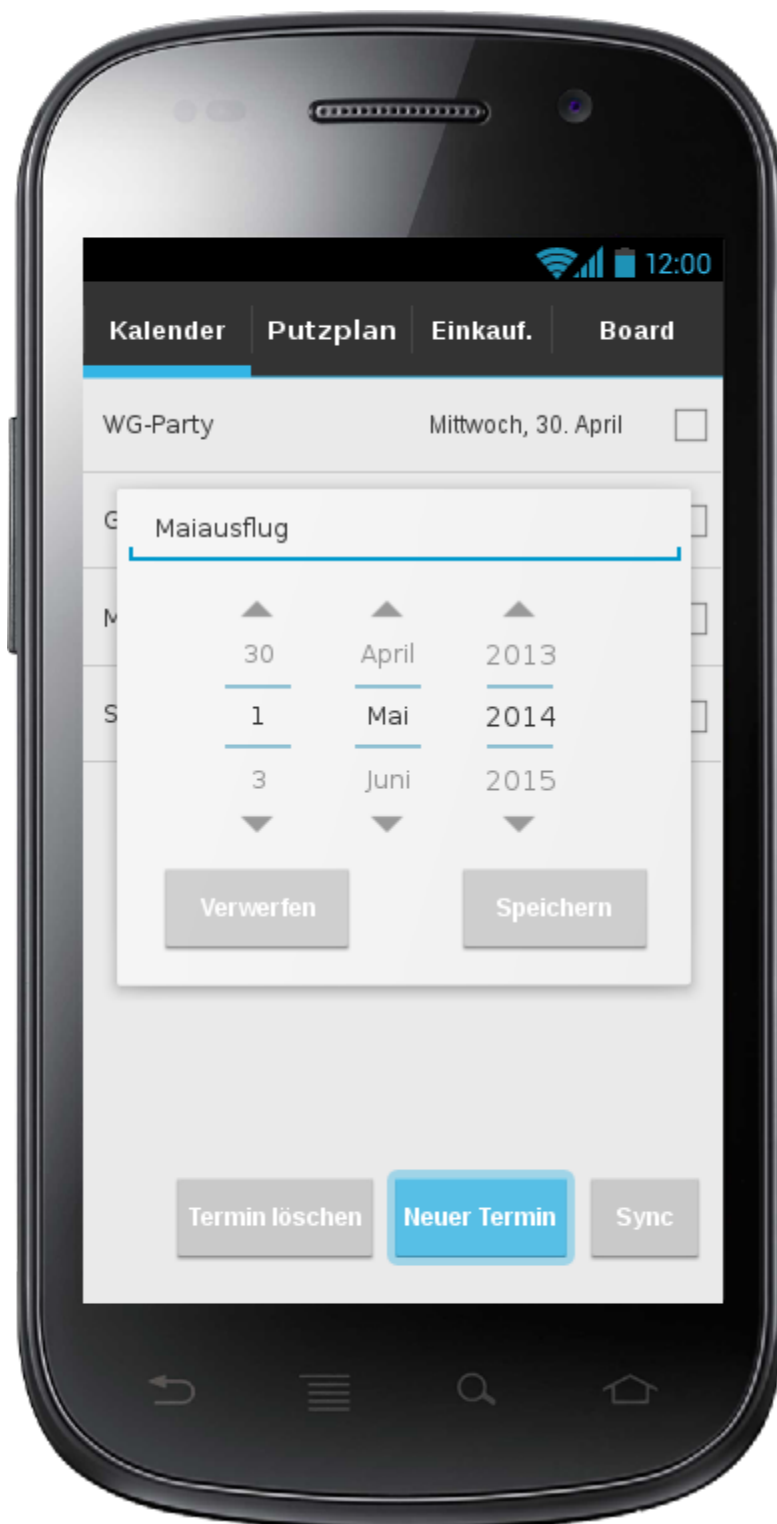 12:00
Kalender Putzplan Einkauf. Board
WG-Party Mittwoch, 30. April
G
Maiausflug
M
30 April 2013
S 1 Mai 2014
3 Juni 2015
Verwerfen Speichern
Termin löschen Neuer Termin Sync